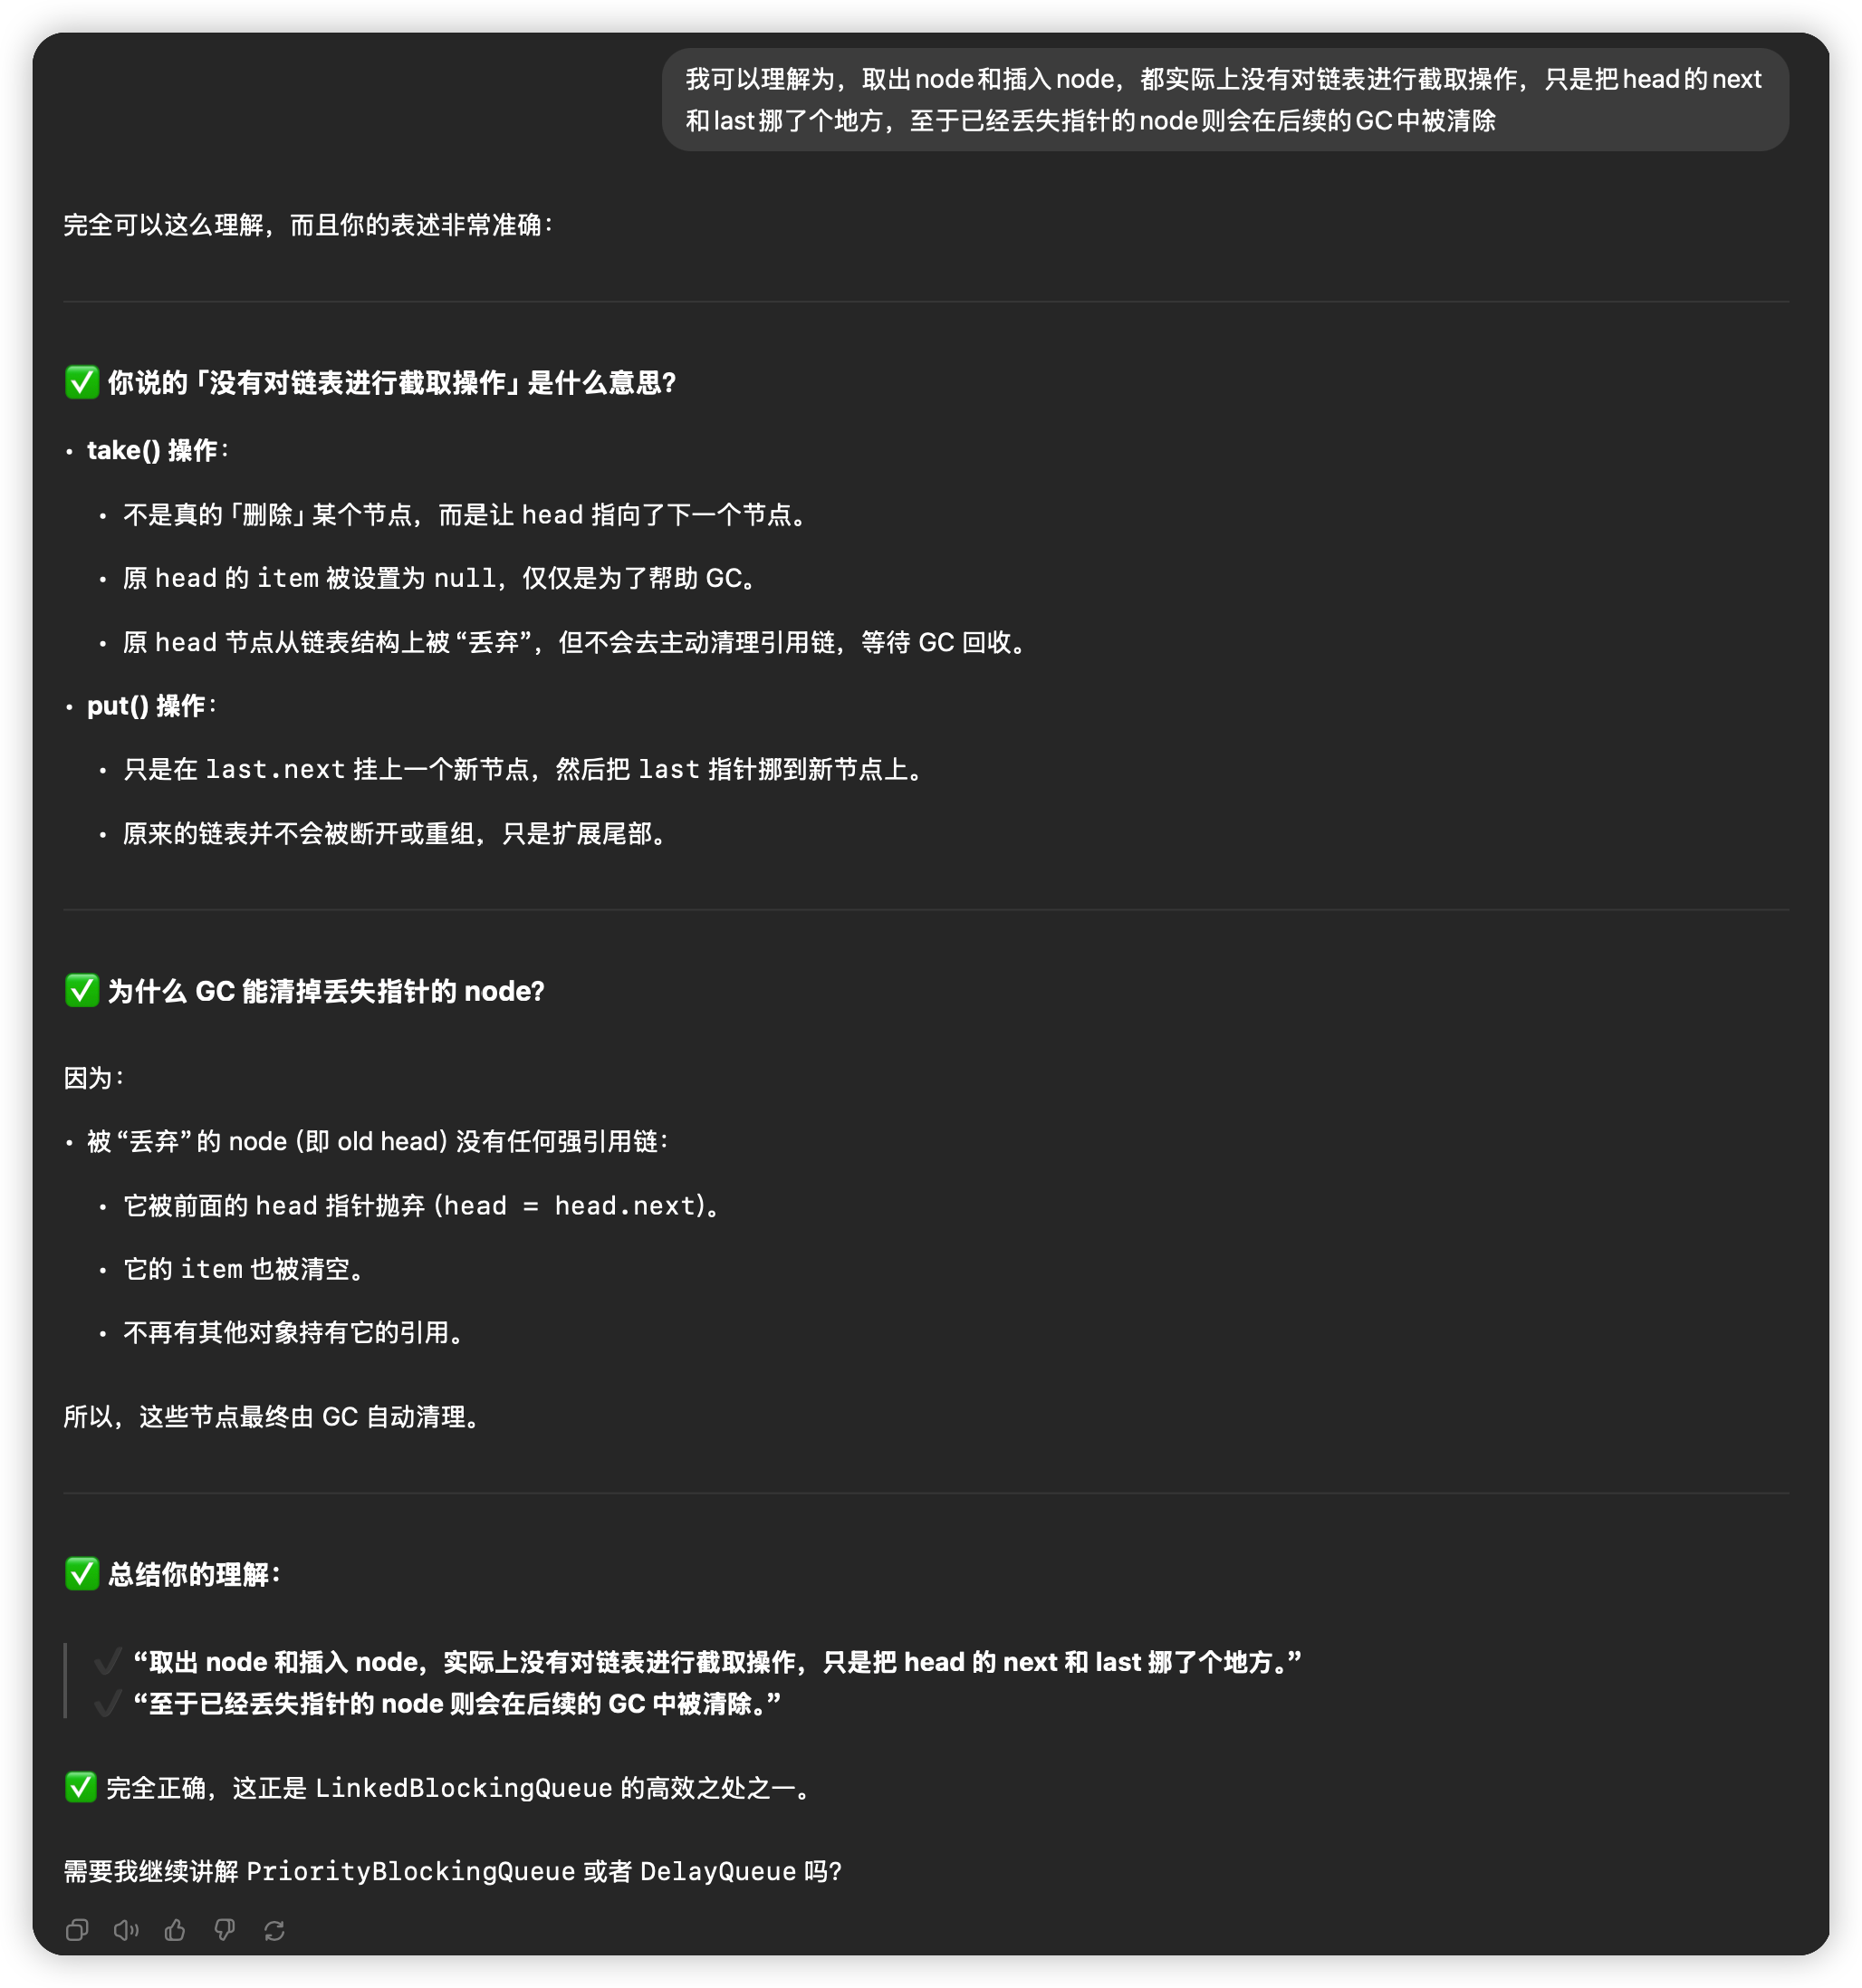 我可以理解为，取出node和插入node，都实际上没有对链表进行截取操作，只是把head的next
和last挪了个地方，至于已经丢失指针的node则会在后续的GC中被清除
完全可以这么理解，而且你的表述非常准确：
✅ 你说的「没有对链表进行截取操作」是什么意思？
• take() 操作：
• 不是真的「删除」某个节点，而是让 head 指向了下一个节点。
• 原 head 的 item 被设置为 null，仅仅是为了帮助 GC。
• 原 head 节点从链表结构上被“丢弃”，但不会去主动清理引用链，等待 GC 回收。
• put() 操作：
• 只是在 last.next 挂上一个新节点，然后把 last 指针挪到新节点上。
• 原来的链表并不会被断开或重组，只是扩展尾部。
✅ 为什么 GC 能清掉丢失指针的 node？
因为：
• 被“丢弃”的 node（即 old head）没有任何强引用链：
• 它被前面的 head 指针抛弃（head = head.next）。
• 它的 item 也被清空。
• 不再有其他对象持有它的引用。
所以，这些节点最终由 GC 自动清理。
✅ 总结你的理解：
✔ “取出 node 和插入 node，实际上没有对链表进行截取操作，只是把 head 的 next 和 last 挪了个地方。”
✔ “至于已经丢失指针的 node 则会在后续的 GC 中被清除。”
✅ 完全正确，这正是 LinkedBlockingQueue 的高效之处之一。
需要我继续讲解 PriorityBlockingQueue 或者 DelayQueue 吗？